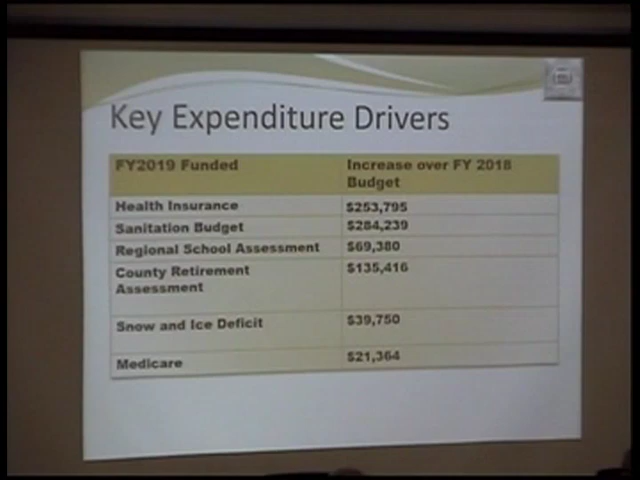 Key Expenditure Drivers
FY2019 Funded
Increase over FY 2018
Budget
Health Insurance $253,795
Sanitation Budget $284,239
Regional School Assessment $69,380
County Retirement $135,416
Assessment
Snow and Ice Deficit $39,750
Medicare $21,364